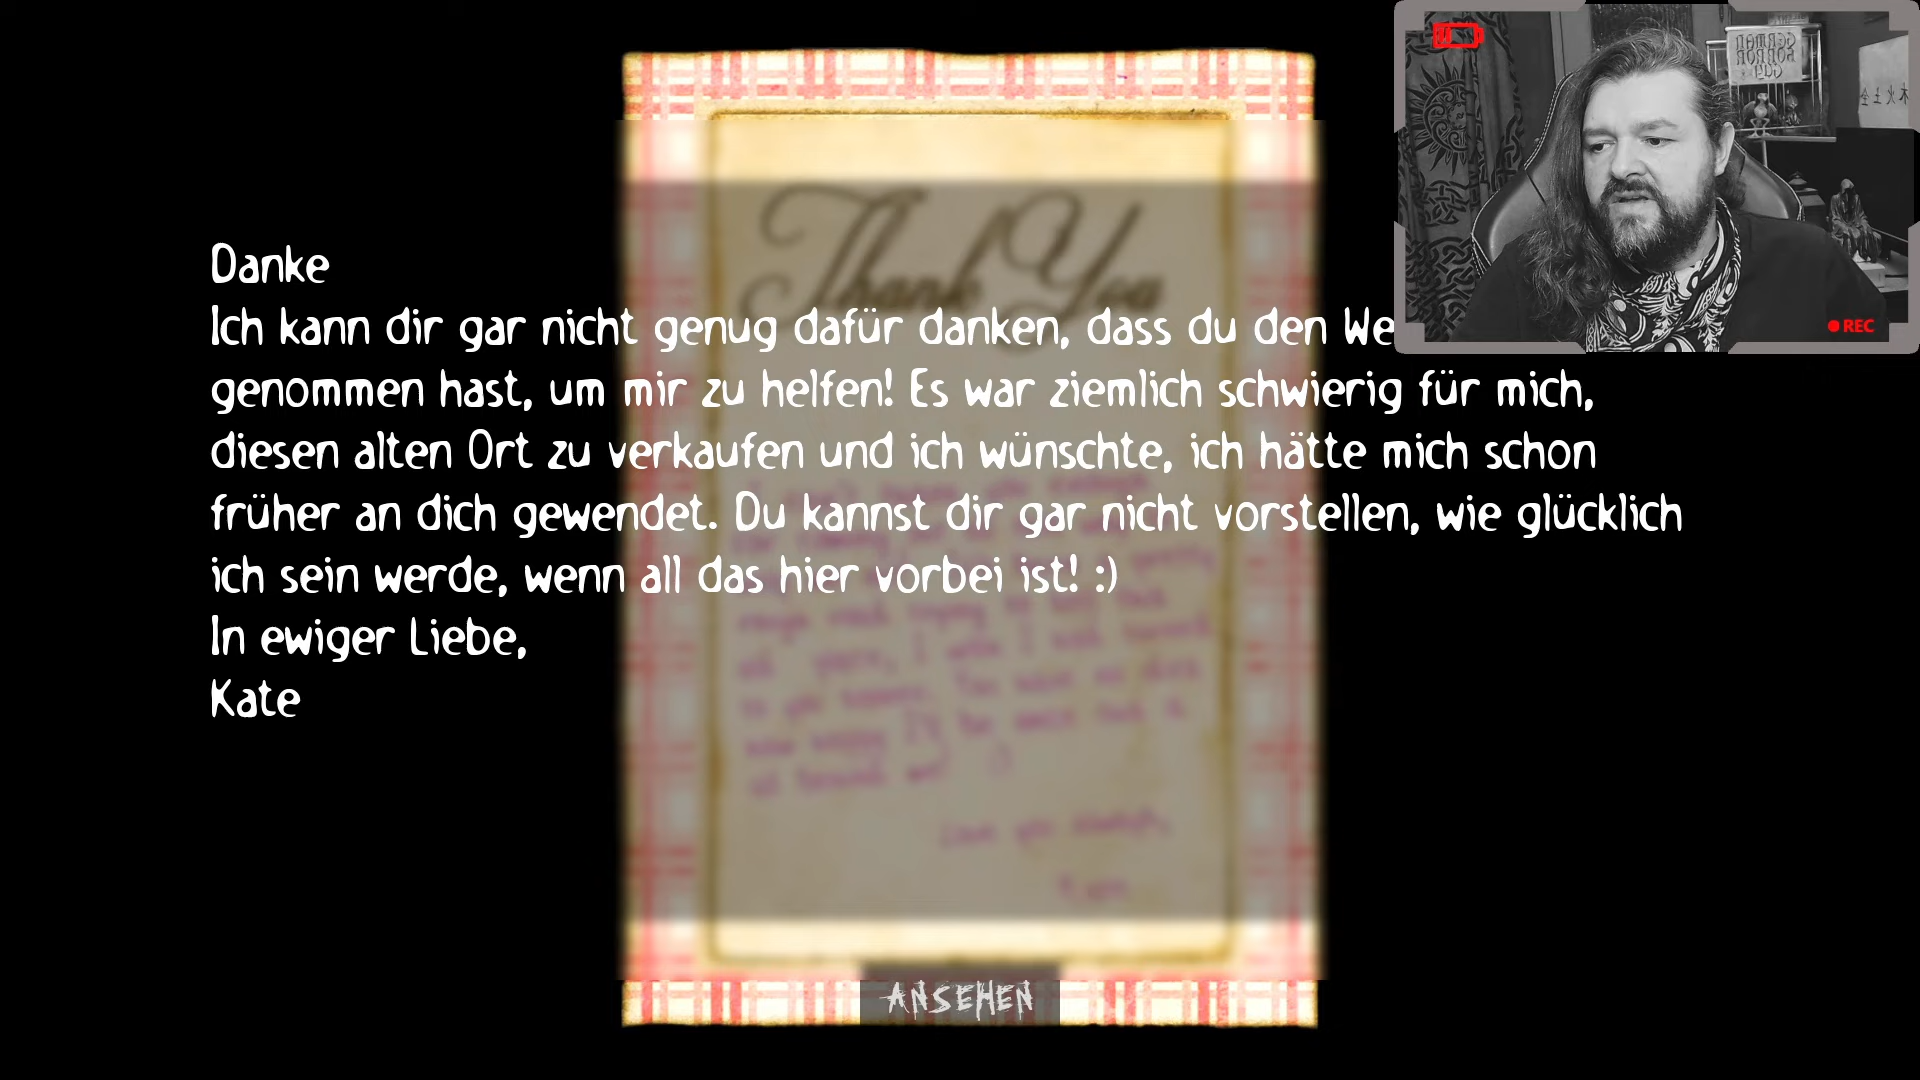 Danke
Ich kann dir gar nicht genug dafür danken, dass du den
genommen hast, um mir zu helfen! Es war ziemlich schwierig für mich,
diesen alten Ort zu verkaufen und ich wünschte, ich hätte mich schon
früher an dich gewendet. Du kannst dir gar nicht vorstellen, wie glücklich
ich sein werde, wenn all das hier vorbei ist! :)
In ewiger Liebe,
Kate
Thank You
ANSEHEN
REC